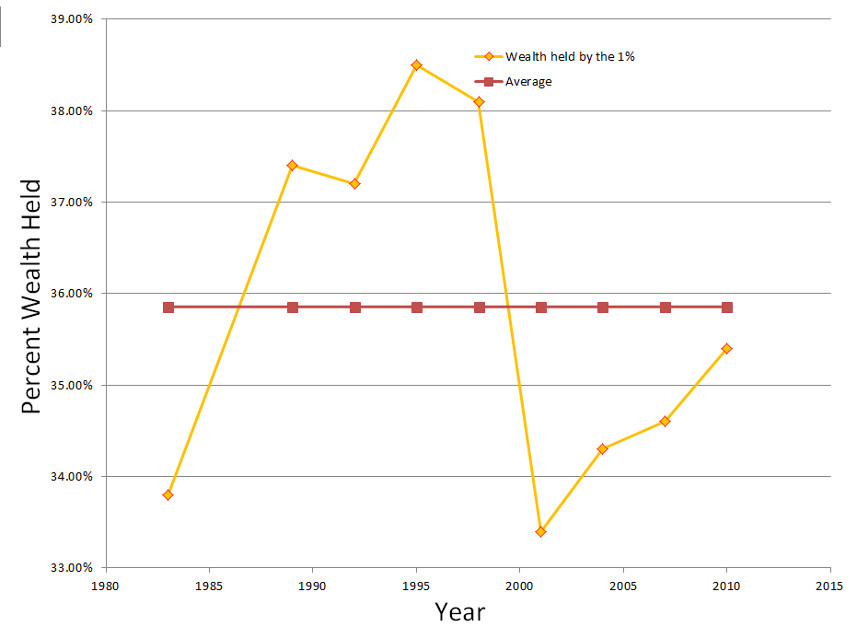 39.00%
Wealth held by the 1%
Average
38.00%
37.00%
36.00%
35.00%
34.00%
33.00%
Percent Wealth Held
1980 1985 1990 1995 2000 2005 2010 2015
Year